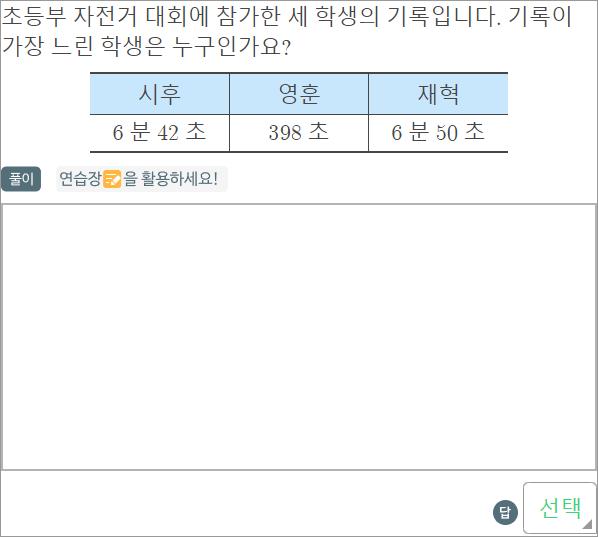 초등부 자전거 대회에 참가한 세 학생의 기록입니다. 기록이
가장 느린 학생은 누구인가요?
시후 영훈 재혁
6 분 42 초 398 초 6 분 50 초
풀이 연습장📝을 활용하세요!
답 선택